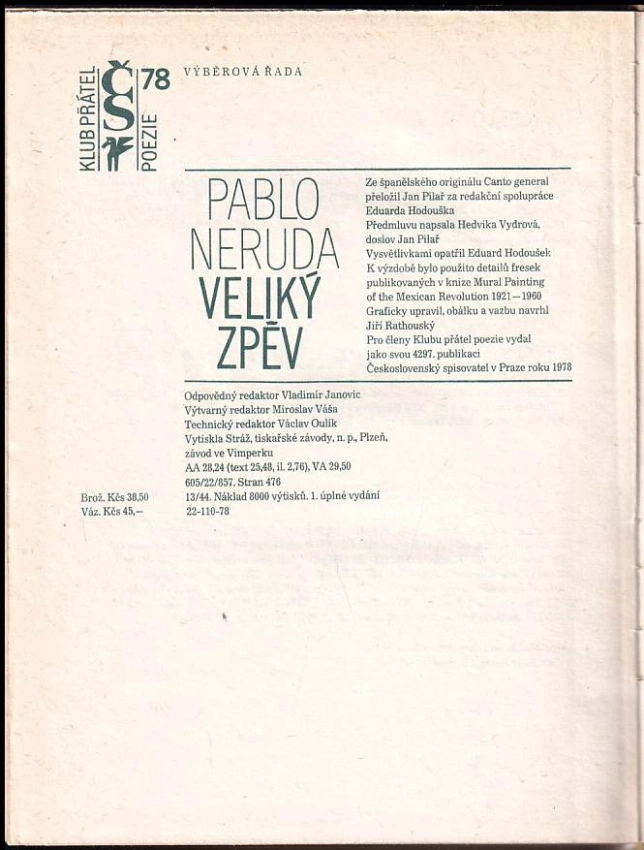 KLUB PŘÁTEL
ČS
POEZIE
78
VÝBĚROVÁ ŘADA
PABLO
NERUDA
VELIKÝ
ZPĚV
Ze španělského originálu Canto general
přeložil Jan Pilař za redakční spolupráce
Eduarda Hodouška
Předmluvu napsala Hedvika Vydrová,
doslov Jan Pilař
Vysvětlivkami opatřil Eduard Hodoušek
K výzdobě bylo použito detailů fresek
publikovaných v knize Mural Painting
of the Mexican Revolution 1921—1960
Graficky upravil, obálku a vazbu navrhl
Jiří Rathouský
Pro členy Klubu přátel poezie vydal
jako svou 4297. publikaci
Československý spisovatel v Praze roku 1978
Odpovědný redaktor Vladimír Janovic
Výtvarný redaktor Miroslav Váša
Technický redaktor Václav Oulík
Vytiskla Stráž, tiskařské závody, n. p., Plzeň,
závod ve Vimperku
AA 28,24 (text 25,48, il. 2,76), VA 29,50
605/22/857. Stran 476
Brož. Kčs 38,50 13/44. Náklad 8000 výtisků. 1. úplné vydání
Váz. Kčs 45,— 22-110-78